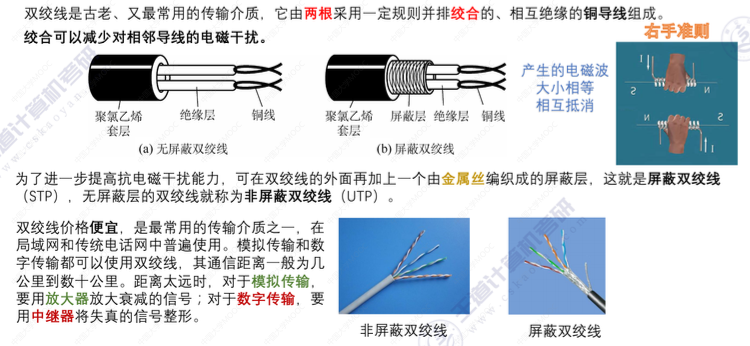 双绞线是古老、又最常用的传输介质，它由两根采用一定规则并排绞合的、相互绝缘的铜导线组成。
绞合可以减少对相邻导线的电磁干扰。
右手准则
聚氯乙烯
套层
绝缘层
铜线
(a) 无屏蔽双绞线
聚氯乙烯
套层
屏蔽层
绝缘层
铜线
(b) 屏蔽双绞线
产生的电磁波
大小相等
相互抵消
I
S
N
N
S
I
为了进一步提高抗电磁干扰能力，可在双绞线的外面再加上一个由金属丝编织成的屏蔽层，这就是屏蔽双绞线
（STP），无屏蔽层的双绞线就称为非屏蔽双绞线（UTP）。
双绞线价格便宜，是最常用的传输介质之一，在
局域网和传统电话网中普遍使用。模拟传输和数
字传输都可以使用双绞线，其通信距离一般为几
公里到数十公里。距离太远时，对于模拟传输，
要用放大器放大衰减的信号；对于数字传输，要
用中继器将失真的信号整形。
非屏蔽双绞线
屏蔽双绞线
王道计算机考研